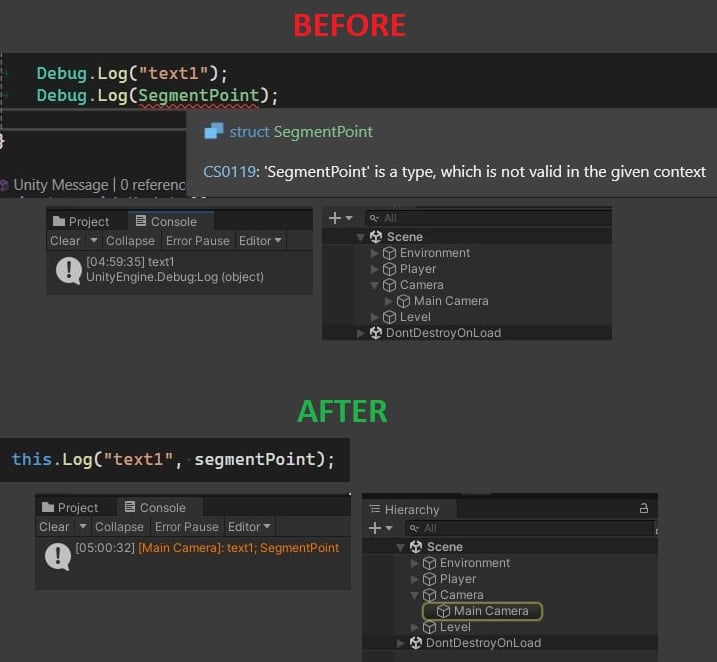 BEFORE
Debug.Log("text1");
Debug.Log(SegmentPoint);
struct SegmentPoint
}
CS0119: 'SegmentPoint' is a type, which is not valid in the given context
Unity Message | 0 referenc
Project Console
Clear Collapse Error Pause Editor
[04:59:35] text1
UnityEngine.Debug:Log (object)
All
Scene
Environment
Player
Camera
Main Camera
Level
DontDestroyOnLoad
AFTER
this.Log("text1", segmentPoint);
Project Console
Clear Collapse Error Pause Editor
[05:00:32] [Main Camera]: text1; SegmentPoint
Hierarchy
All
Scene
Environment
Player
Camera
Main Camera
Level
DontDestroyOnLoad